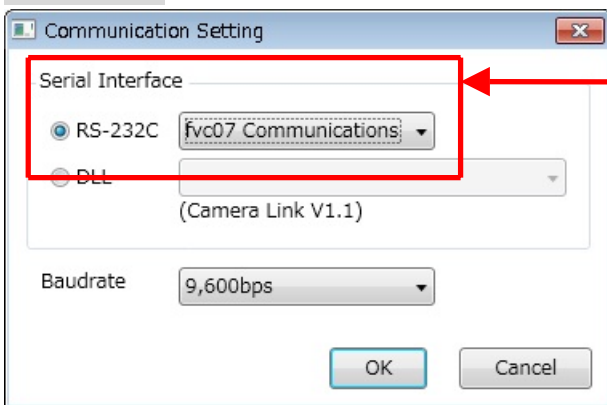 Communication Setting
Serial Interface
RS-232C fvc07 Communications
DLL
(Camera Link V1.1)
Baudrate 9,600bps
OK Cancel